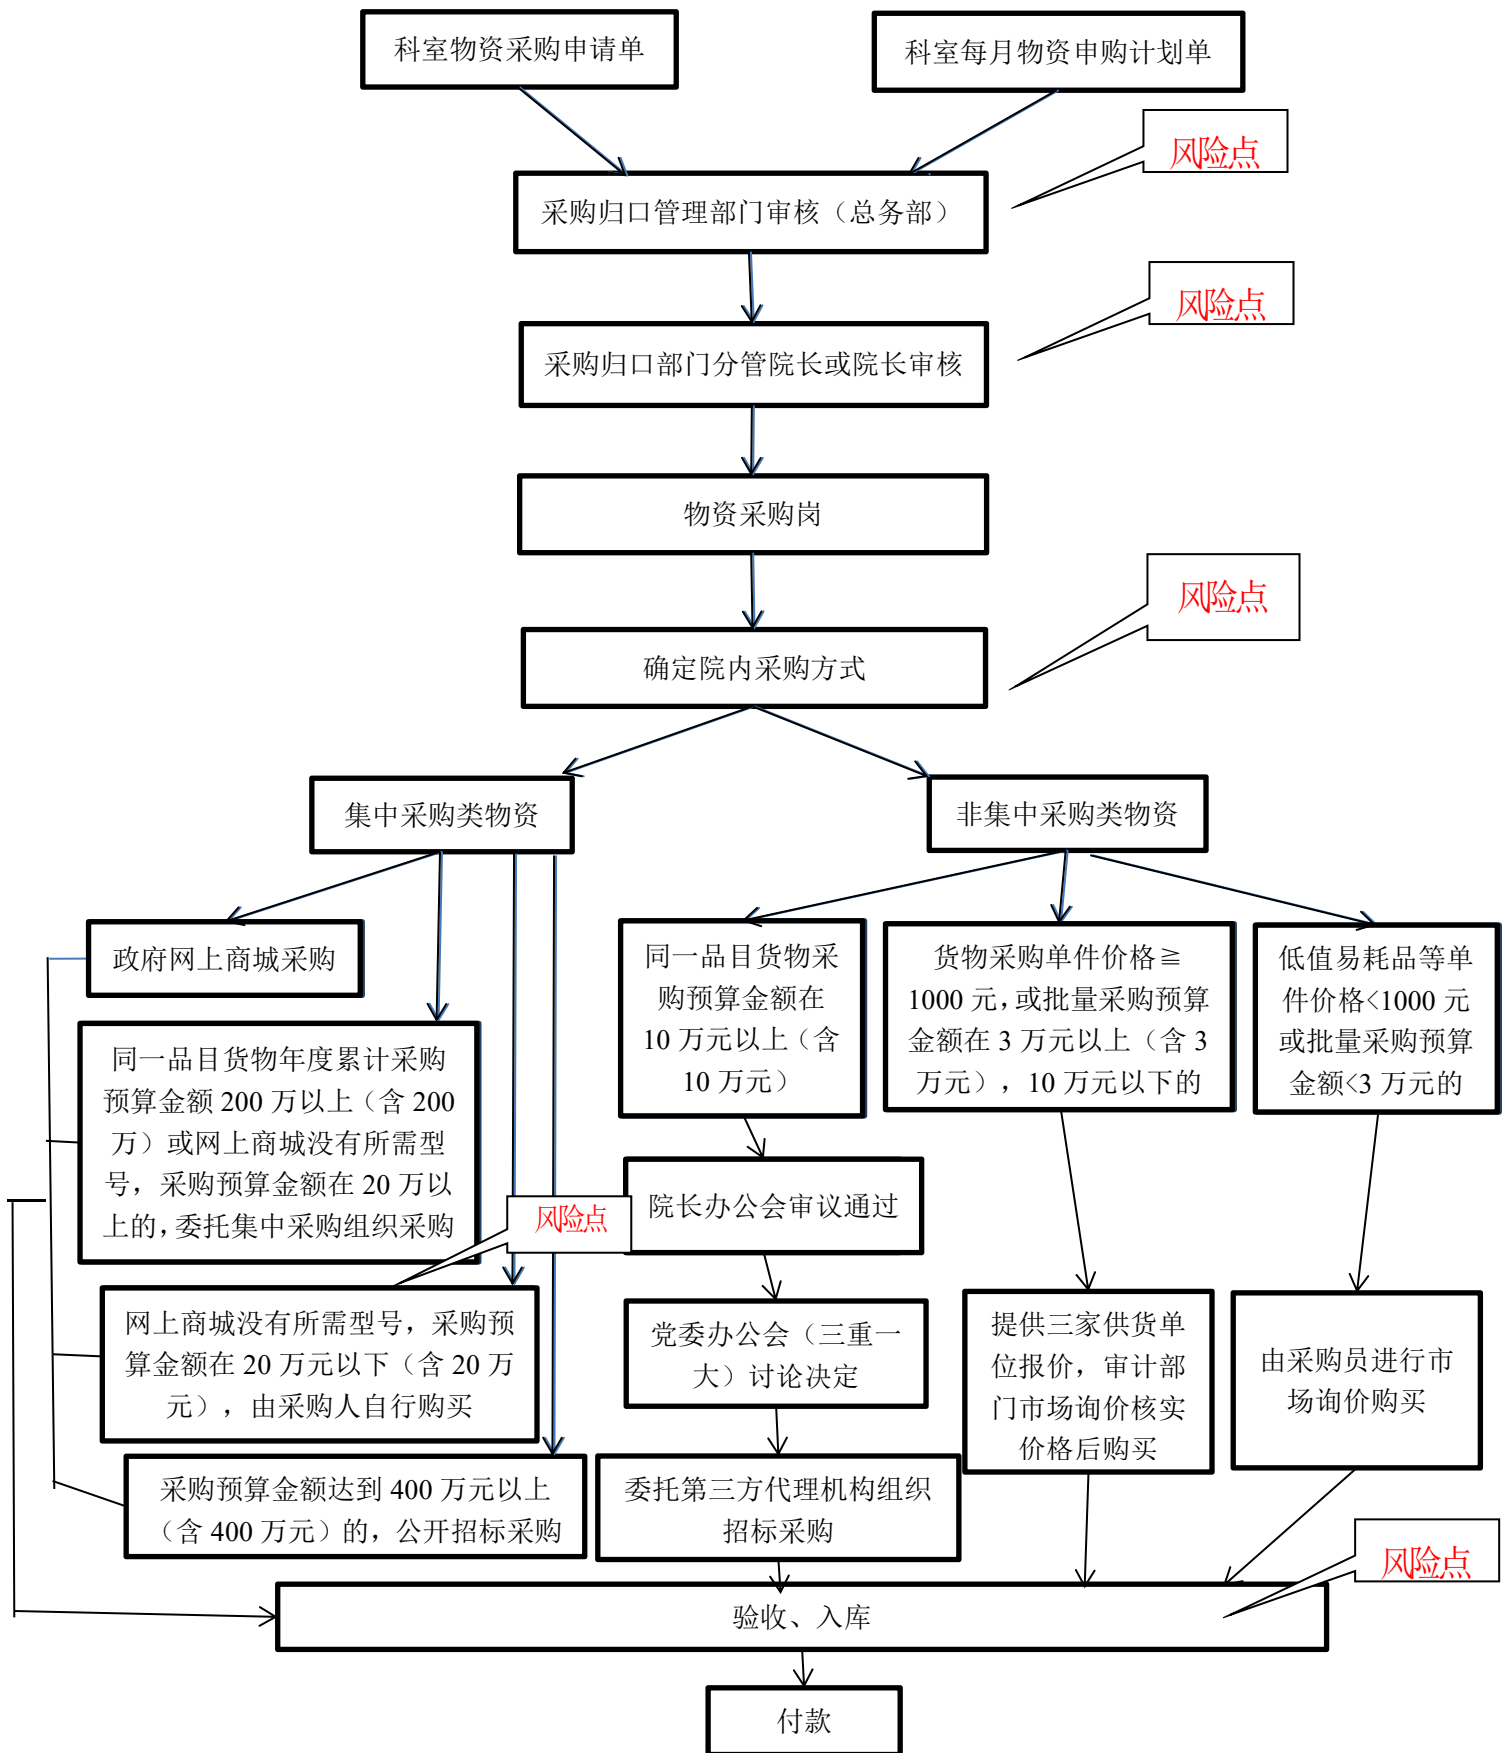 科室物资采购申请单
科室每月物资申购计划单
风险点
采购归口管理部门审核（总务部）
风险点
采购归口部门分管院长或院长审核
物资采购岗
风险点
确定院内采购方式
集中采购类物资
非集中采购类物资
政府网上商城采购
同一品目货物年度累计采购
预算金额 200 万以上（含 200
万）或网上商城没有所需型
号，采购预算金额在 20 万以
上的，委托集中采购组织采购
风险点
网上商城没有所需型号，采购预
算金额在 20 万元以下（含 20 万
元），由采购人自行购买
采购预算金额达到 400 万元以上
（含 400 万元）的，公开招标采购
同一品目货物采
购预算金额在
10 万元以上（含
10 万元）
院长办公会审议通过
党委办公会（三重一
大）讨论决定
委托第三方代理机构组织
招标采购
货物采购单件价格≧
1000 元，或批量采购预算
金额在 3 万元以上（含 3
万元），10 万元以下的
提供三家供货单
位报价，审计部
门市场询价核实
价格后购买
低值易耗品等单
件价格<1000 元
或批量采购预算
金额<3 万元的
由采购员进行市
场询价购买
风险点
验收、入库
付款